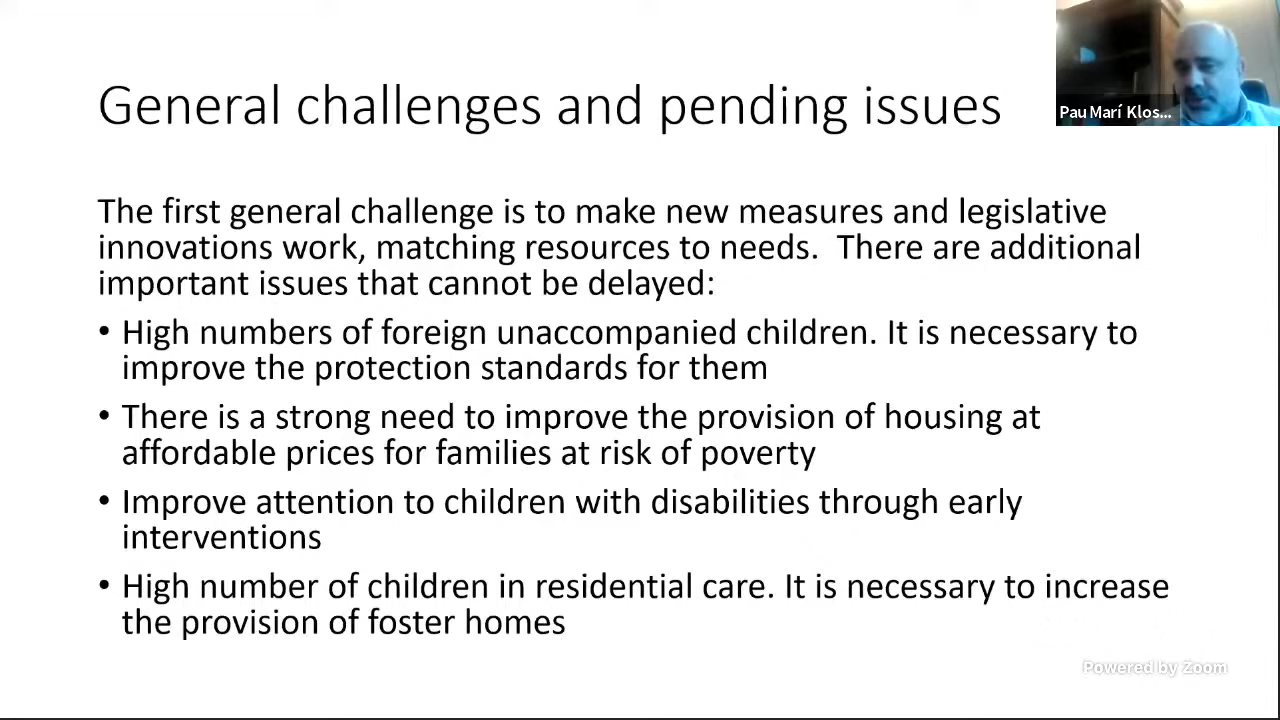 General challenges and pending issues
Pau Marí Klos...
The first general challenge is to make new measures and legislative
innovations work, matching resources to needs.  There are additional
important issues that cannot be delayed:
• High numbers of foreign unaccompanied children. It is necessary to
improve the protection standards for them
• There is a strong need to improve the provision of housing at
affordable prices for families at risk of poverty
• Improve attention to children with disabilities through early
interventions
• High number of children in residential care. It is necessary to increase
the provision of foster homes
Powered by Zoom